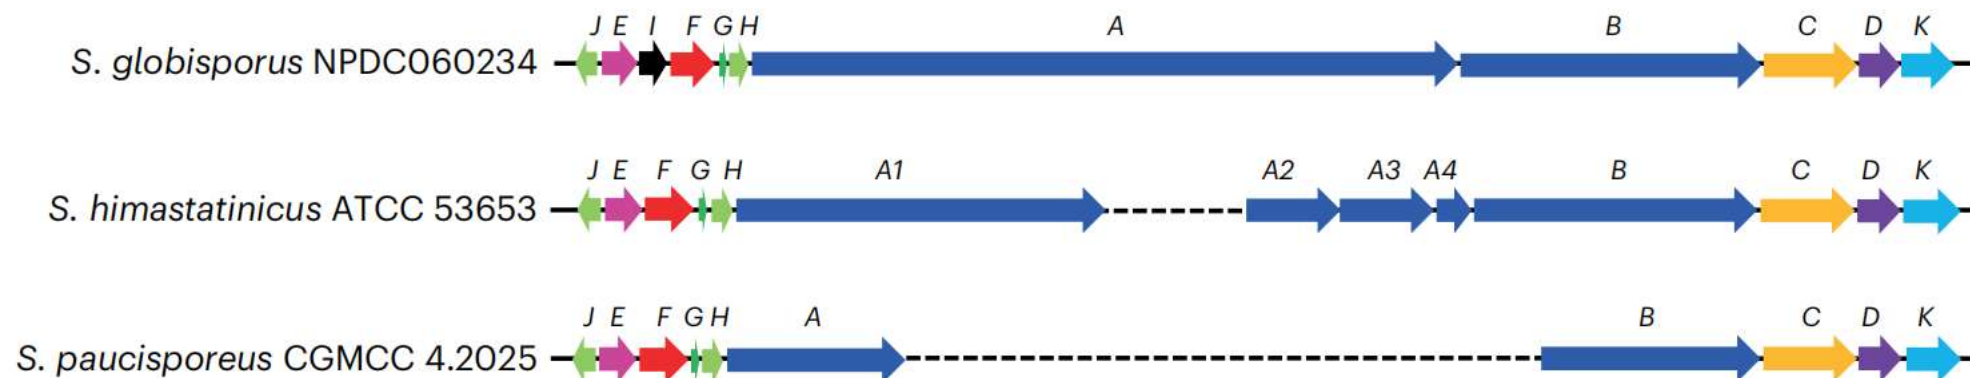 J E I F G H A B C D K
S. globisporus NPDC060234
J E F G H A1 A2 A3 A4 B C D K
S. himastatinicus ATCC 53653
J E F G H A B C D K
S. paucisporeus CGMCC 4.2025